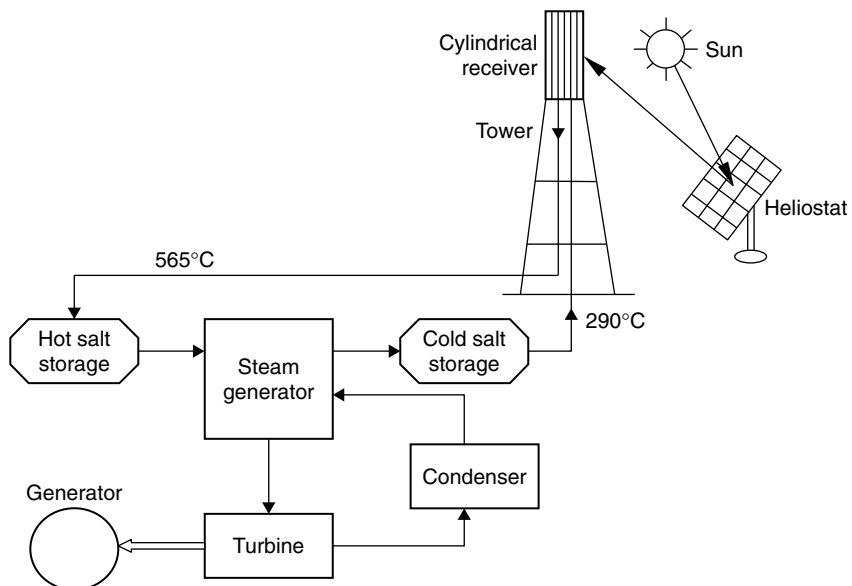 Cylindrical
receiver
Sun
Tower
Heliostat
565°C
290°C
Hot salt
storage
Steam
generator
Cold salt
storage
Condenser
Generator
Turbine